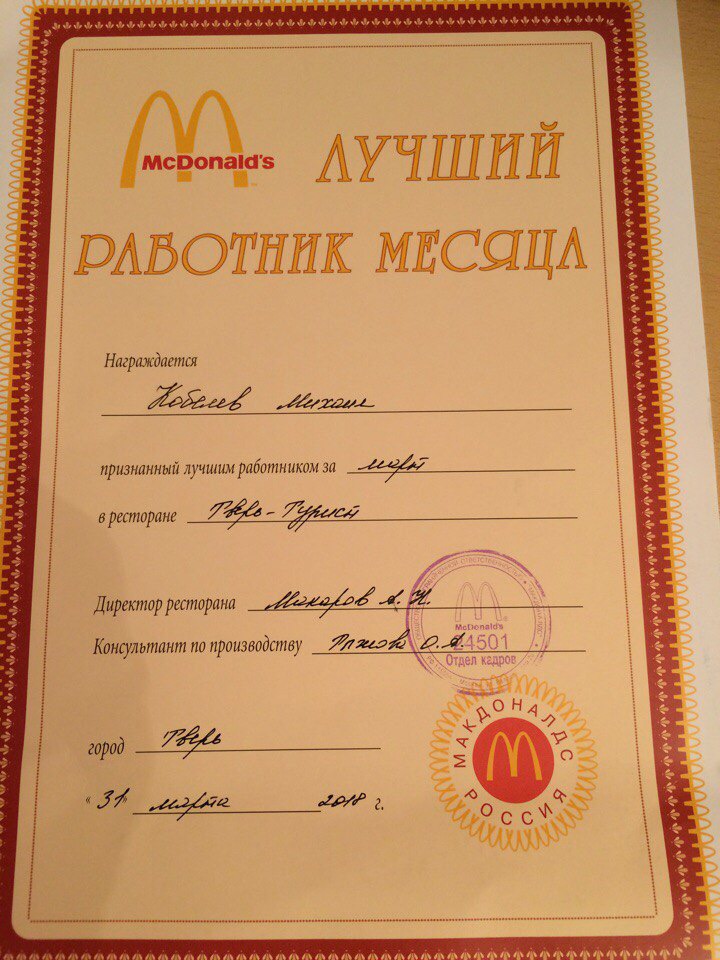 McDonald's
ЛУЧШИЙ
РАБОТНИК МЕСЯЦА
Награждается
Кобелев Михаил
признанный лучшим работником за март
в ресторане Тверь-Турист
Директор ресторана Макаров А.Н.
Консультант по производству О.А.
McDonald's
24501
Отдел кадров
город Тверь
МАКДОНАЛДС
РОССИЯ
"31" марта 2018 г.